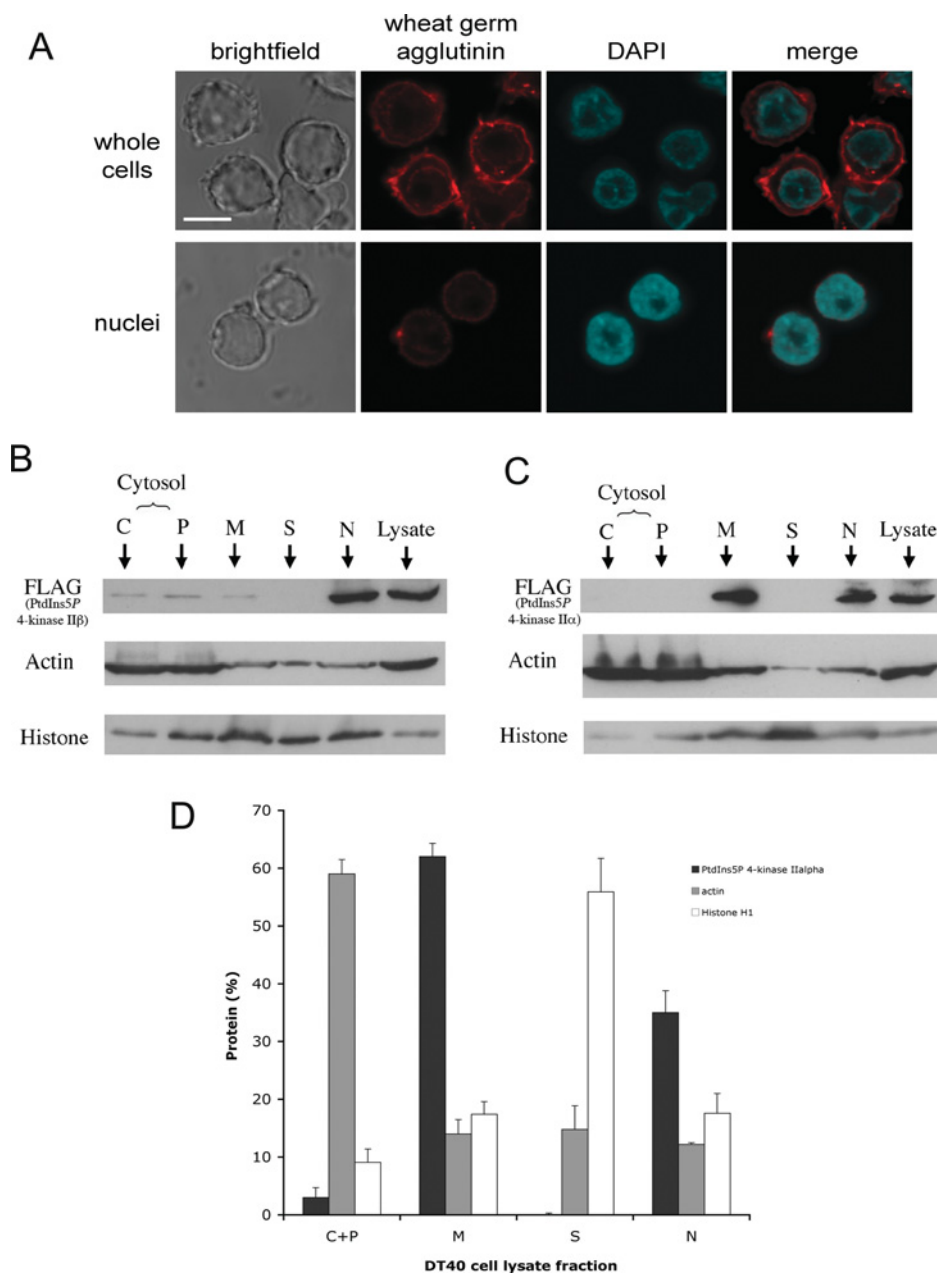 A
brightfield
wheat germ
agglutinin
DAPI
merge
whole
cells
nuclei
B
Cytosol
C P M S N Lysate
FLAG
(PtdIns5P
4-kinase IIβ)
Actin
Histone
C
Cytosol
C P M S N Lysate
FLAG
(PtdIns5P
4-kinase IIα)
Actin
Histone
D
70
60
50
40
30
20
10
0
Protein (%)
PtdIns5P 4-kinase IIalpha
actin
Histone H1
C+P M S N
DT40 cell lysate fraction